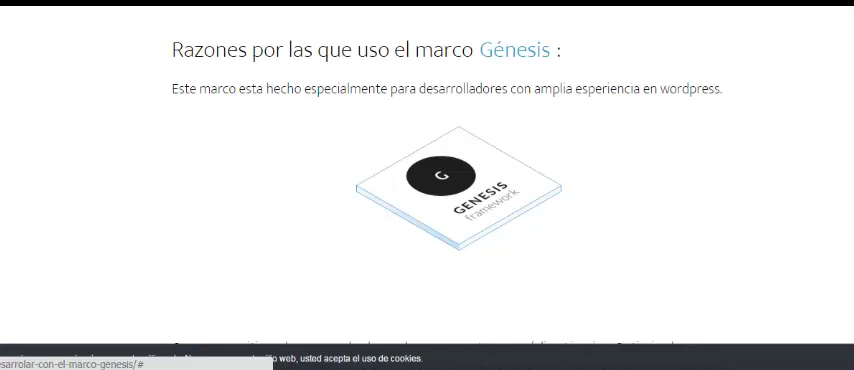 Razones por las que uso el marco Génesis :
Este marco esta hecho especialmente para desarrolladores con amplia esperiencia en wordpress.
G
GENESIS
framework
web, usted acepta el uso de cookies.
sarrolar-con-el-marco-genesis/#